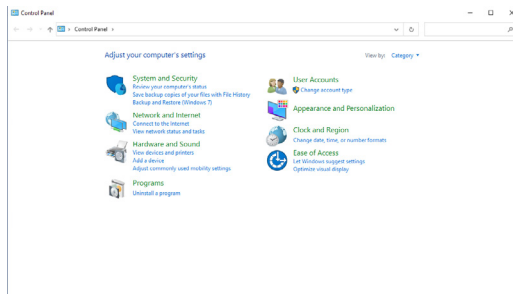 Control Panel
Control Panel
Adjust your computer's settings
View by: Category
System and Security
Review your computer's status
Save backup copies of your files with File History
Backup and Restore (Windows 7)
Network and Internet
Connect to the Internet
View network status and tasks
Hardware and Sound
View devices and printers
Add a device
Adjust commonly used mobility settings
Programs
Uninstall a program
User Accounts
Change account type
Appearance and Personalization
Clock and Region
Change date, time, or number formats
Ease of Access
Let Windows suggest settings
Optimize visual display